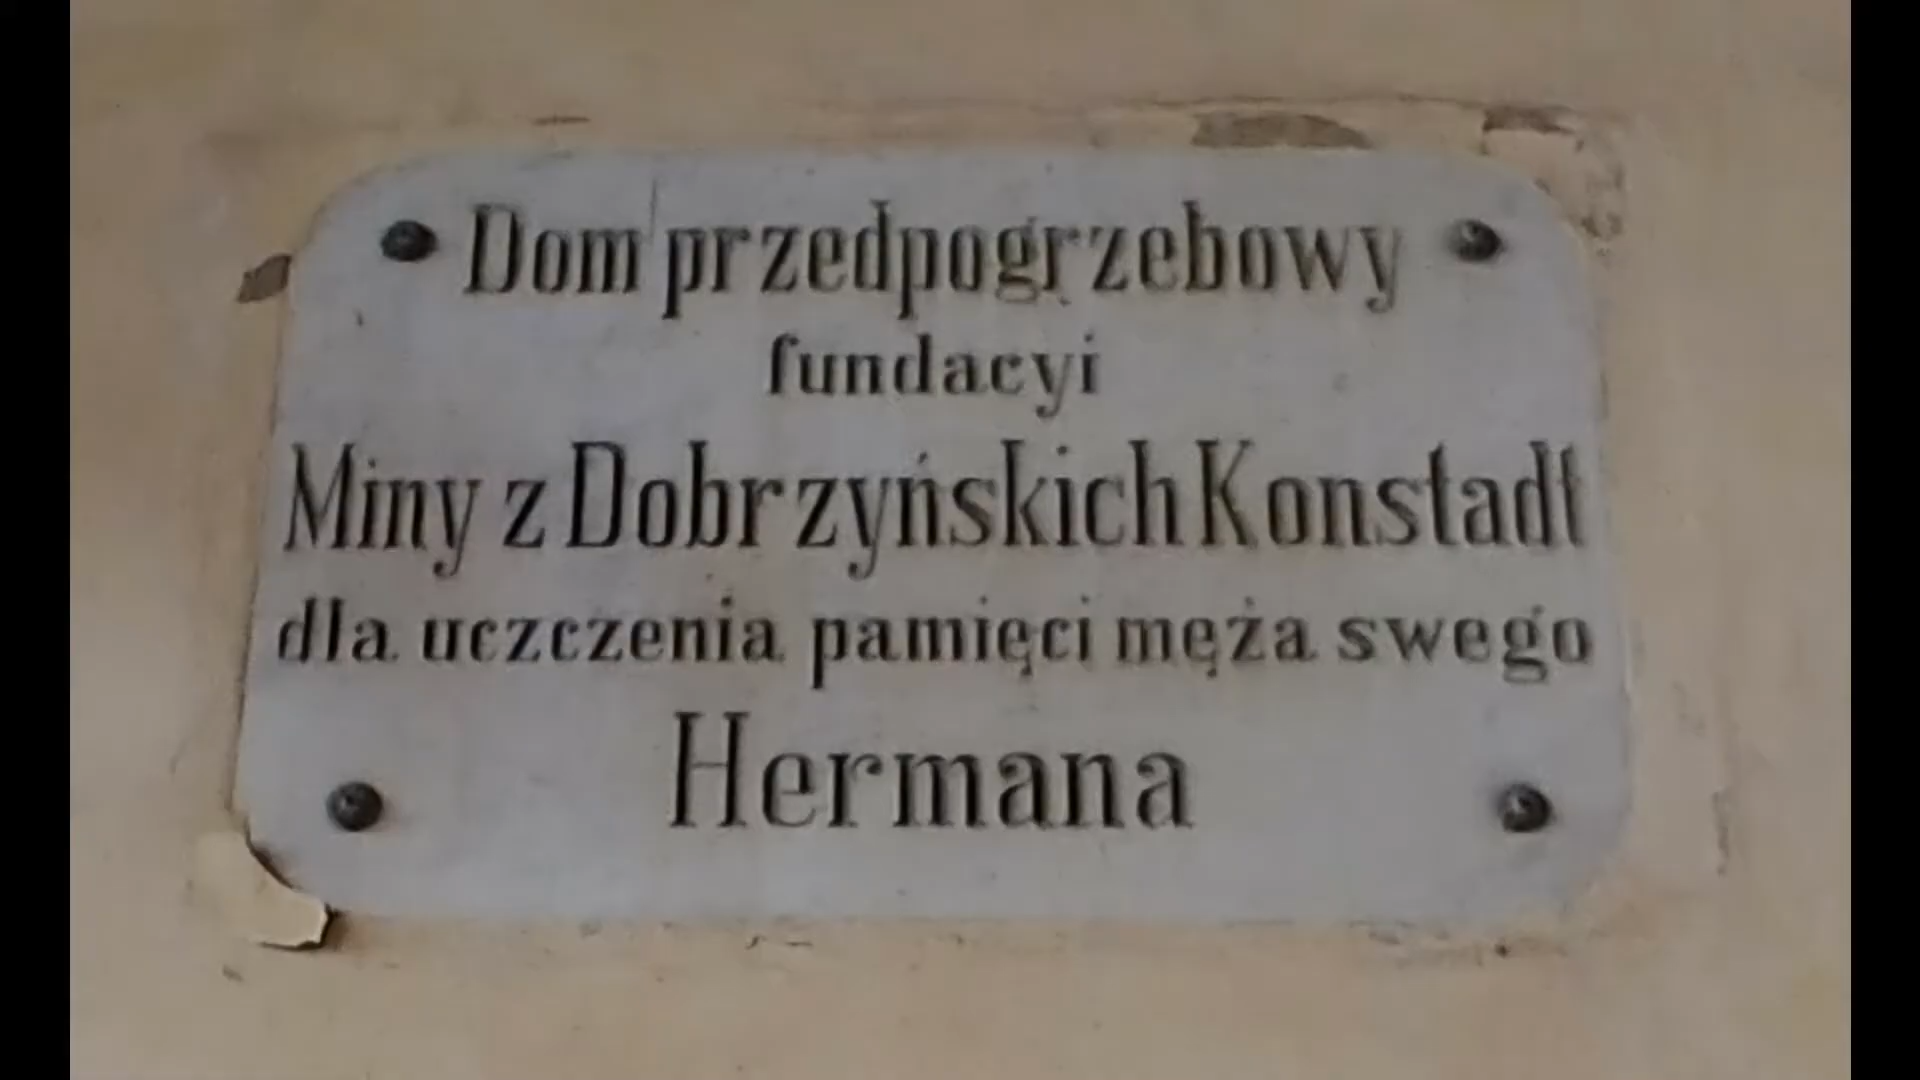 Dom przedpogrzebowy
fundacyi
Miny z Dobrzyńskich Konstadt
dla uczczenia pamięci męża swego
Hermana